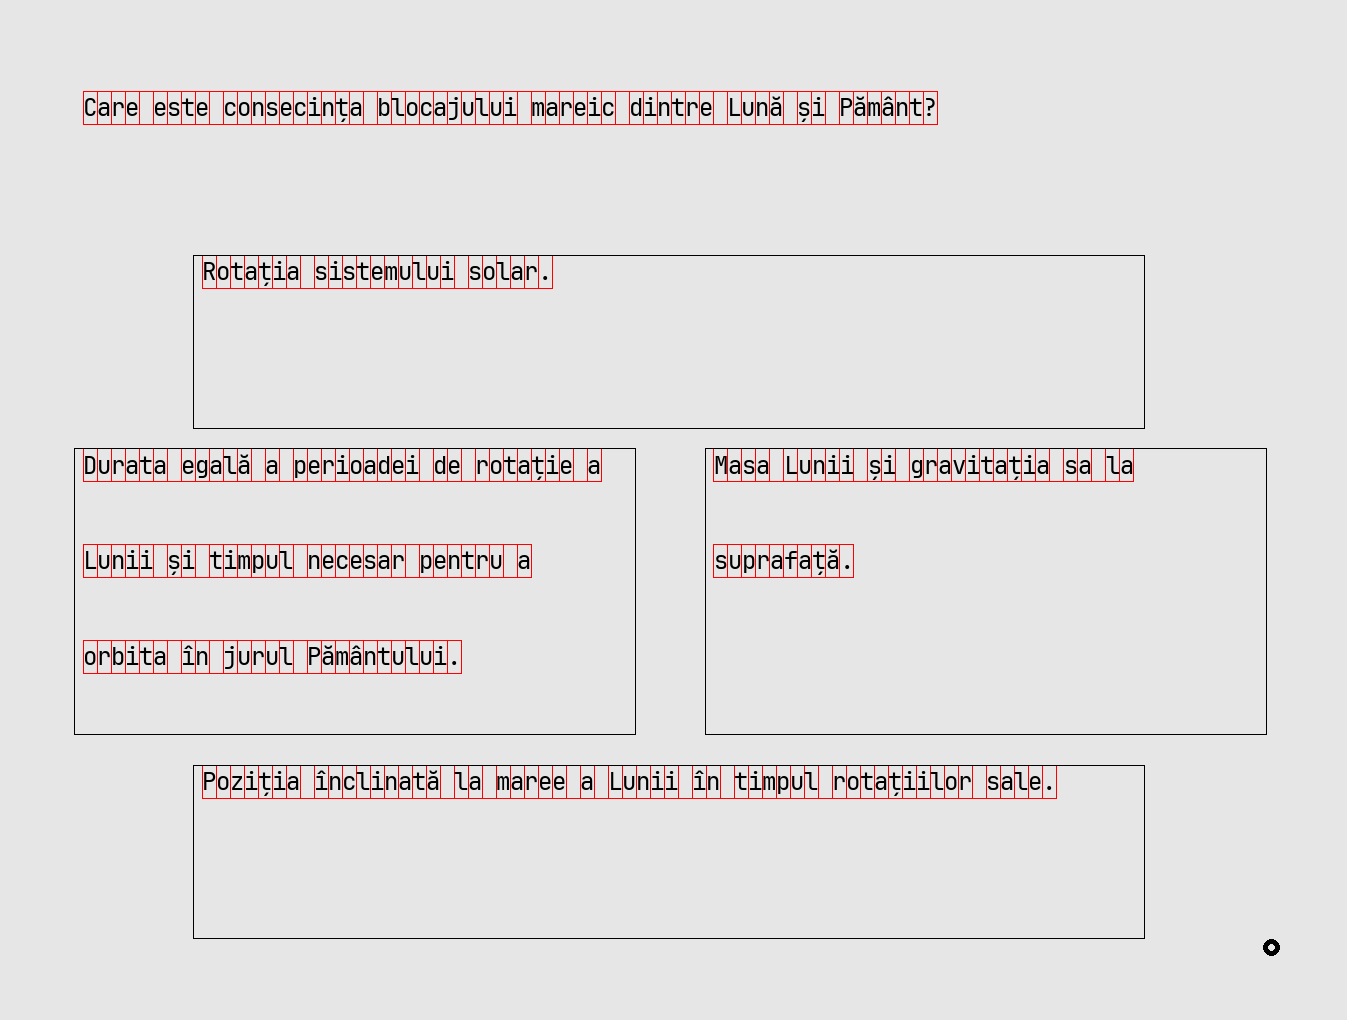 Care este consecința blocajului mareic dintre Lună și Pământ?
Rotația sistemului solar.
Durata egală a perioadei de rotație a
Lunii și timpul necesar pentru a
orbita în jurul Pământului.
Masa Lunii și gravitația sa la
suprafață.
Poziția înclinată la maree a Lunii în timpul rotațiilor sale.